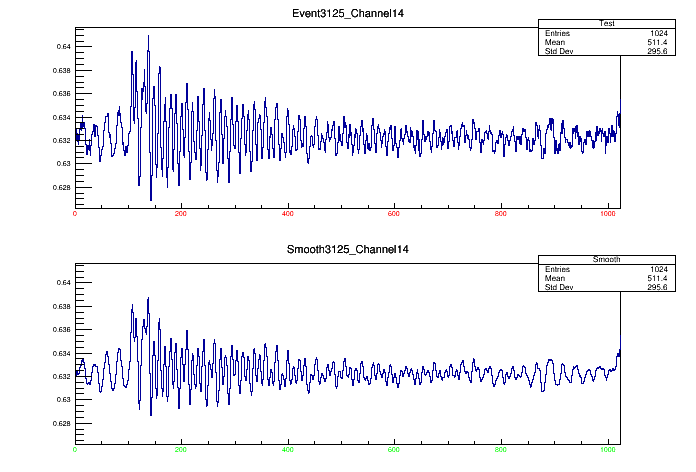 Event3125_Channel14
Test
Entries 1024
Mean 511.4
Std Dev 295.6
0.64
0.638
0.636
0.634
0.632
0.63
0.628
0 200 400 600 800 1000
Smooth3125_Channel14
Smooth
Entries 1024
Mean 511.4
Std Dev 295.6
0.64
0.638
0.636
0.634
0.632
0.63
0.628
0 200 400 600 800 1000